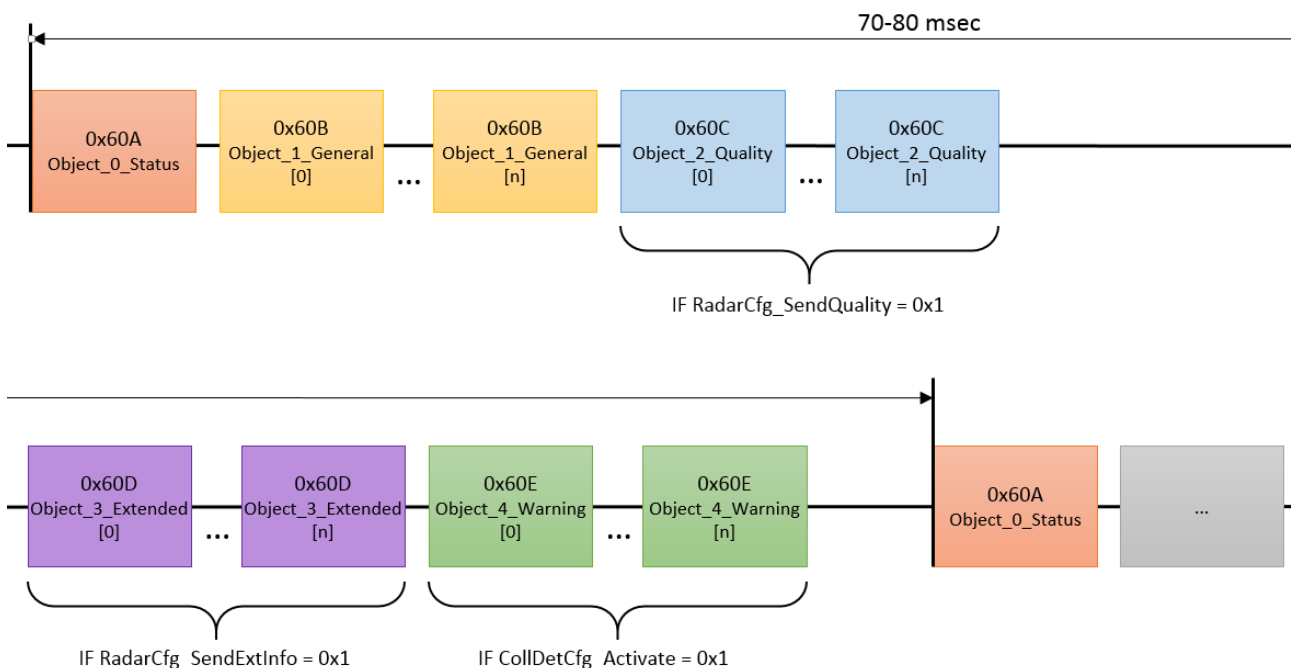 70-80 msec
0x60A
Object_0_Status
0x60B
Object_1_General
[0]
...
0x60B
Object_1_General
[n]
0x60C
Object_2_Quality
[0]
...
0x60C
Object_2_Quality
[n]
IF RadarCfg_SendQuality = 0x1
0x60D
Object_3_Extended
[0]
...
0x60D
Object_3_Extended
[n]
0x60E
Object_4_Warning
[0]
...
0x60E
Object_4_Warning
[n]
0x60A
Object_0_Status
...
IF RadarCfg_SendExtInfo = 0x1
IF CollDetCfg_Activate = 0x1